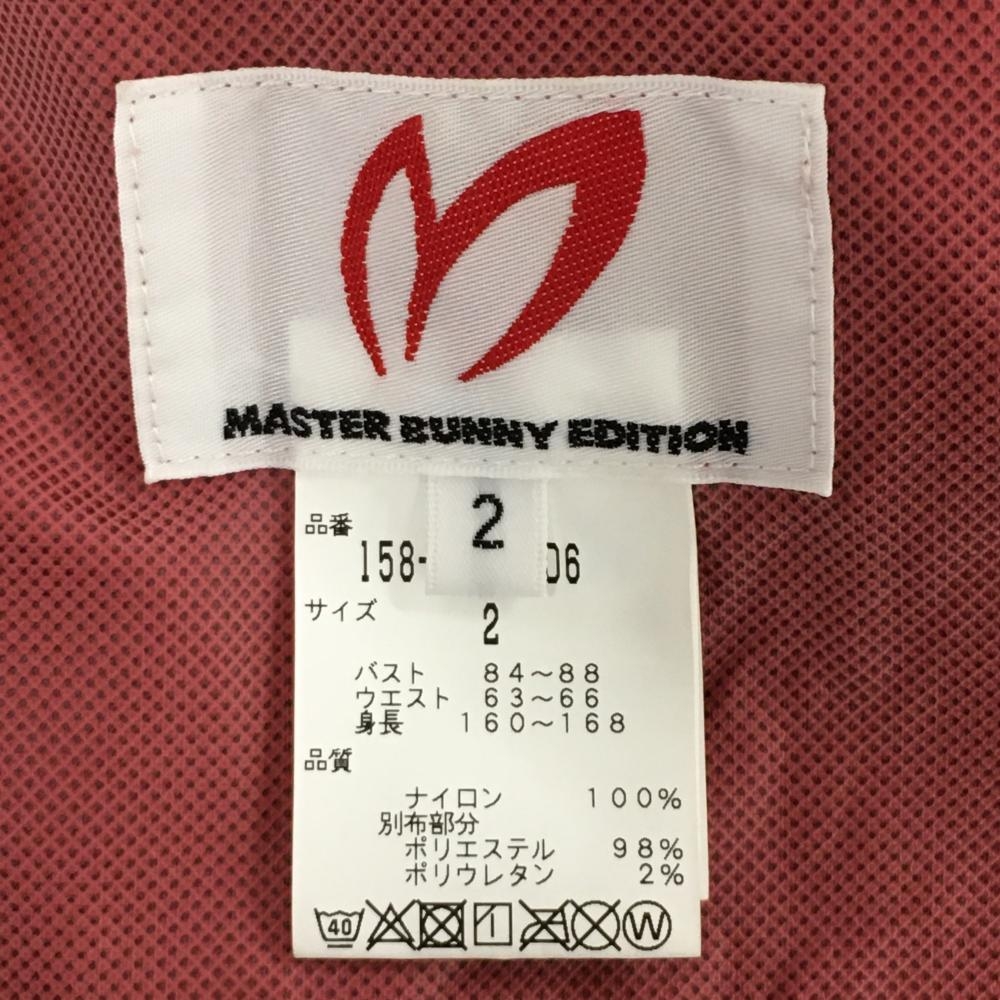 MASTER BUNNY EDITION
2
品番
158-
06
サイズ
2
バスト 84~88
ウエスト 63~66
身長 160~168
品質
ナイロン 100%
別布部分
ポリエステル 98%
ポリウレタン 2%
40
W